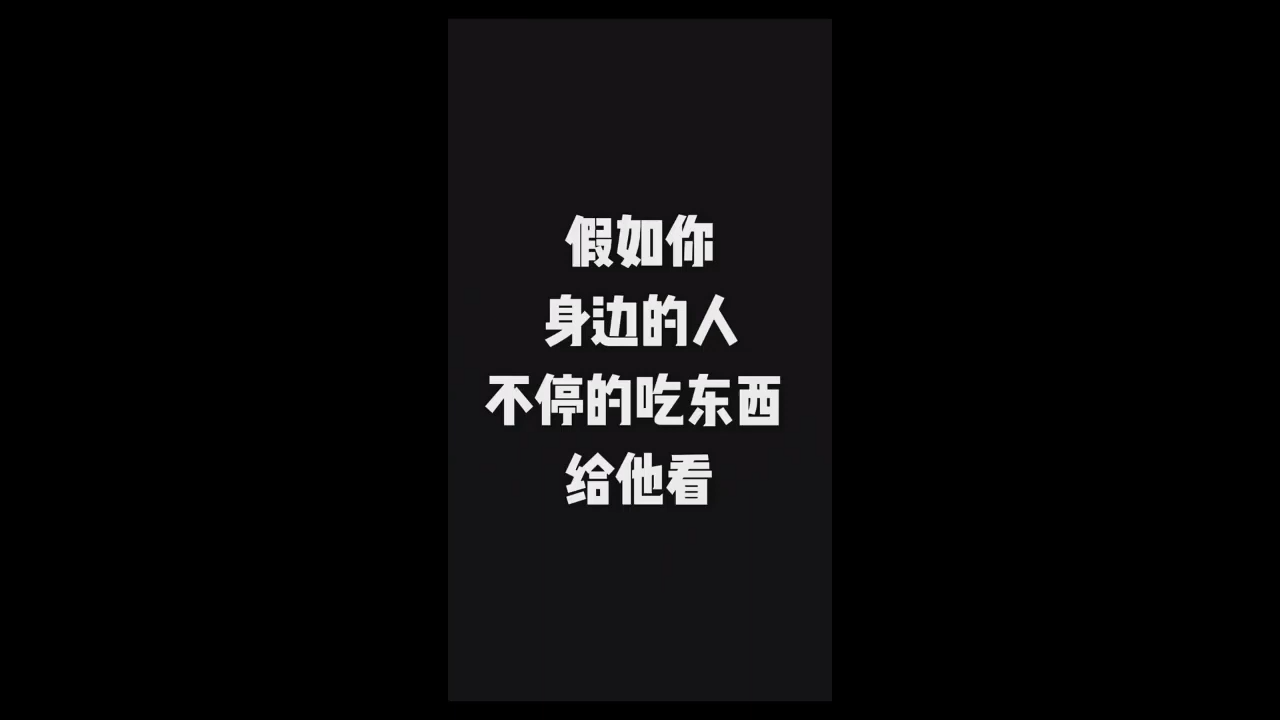 假如你
身边的人
不停的吃东西
给他看